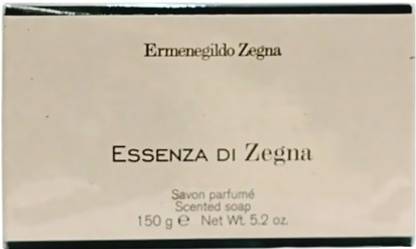 Ermenegildo Zegna
ESSENZA DI Zegna
Savon parfumé
Scented soap
150 g ℮ Net Wt. 5.2 oz.